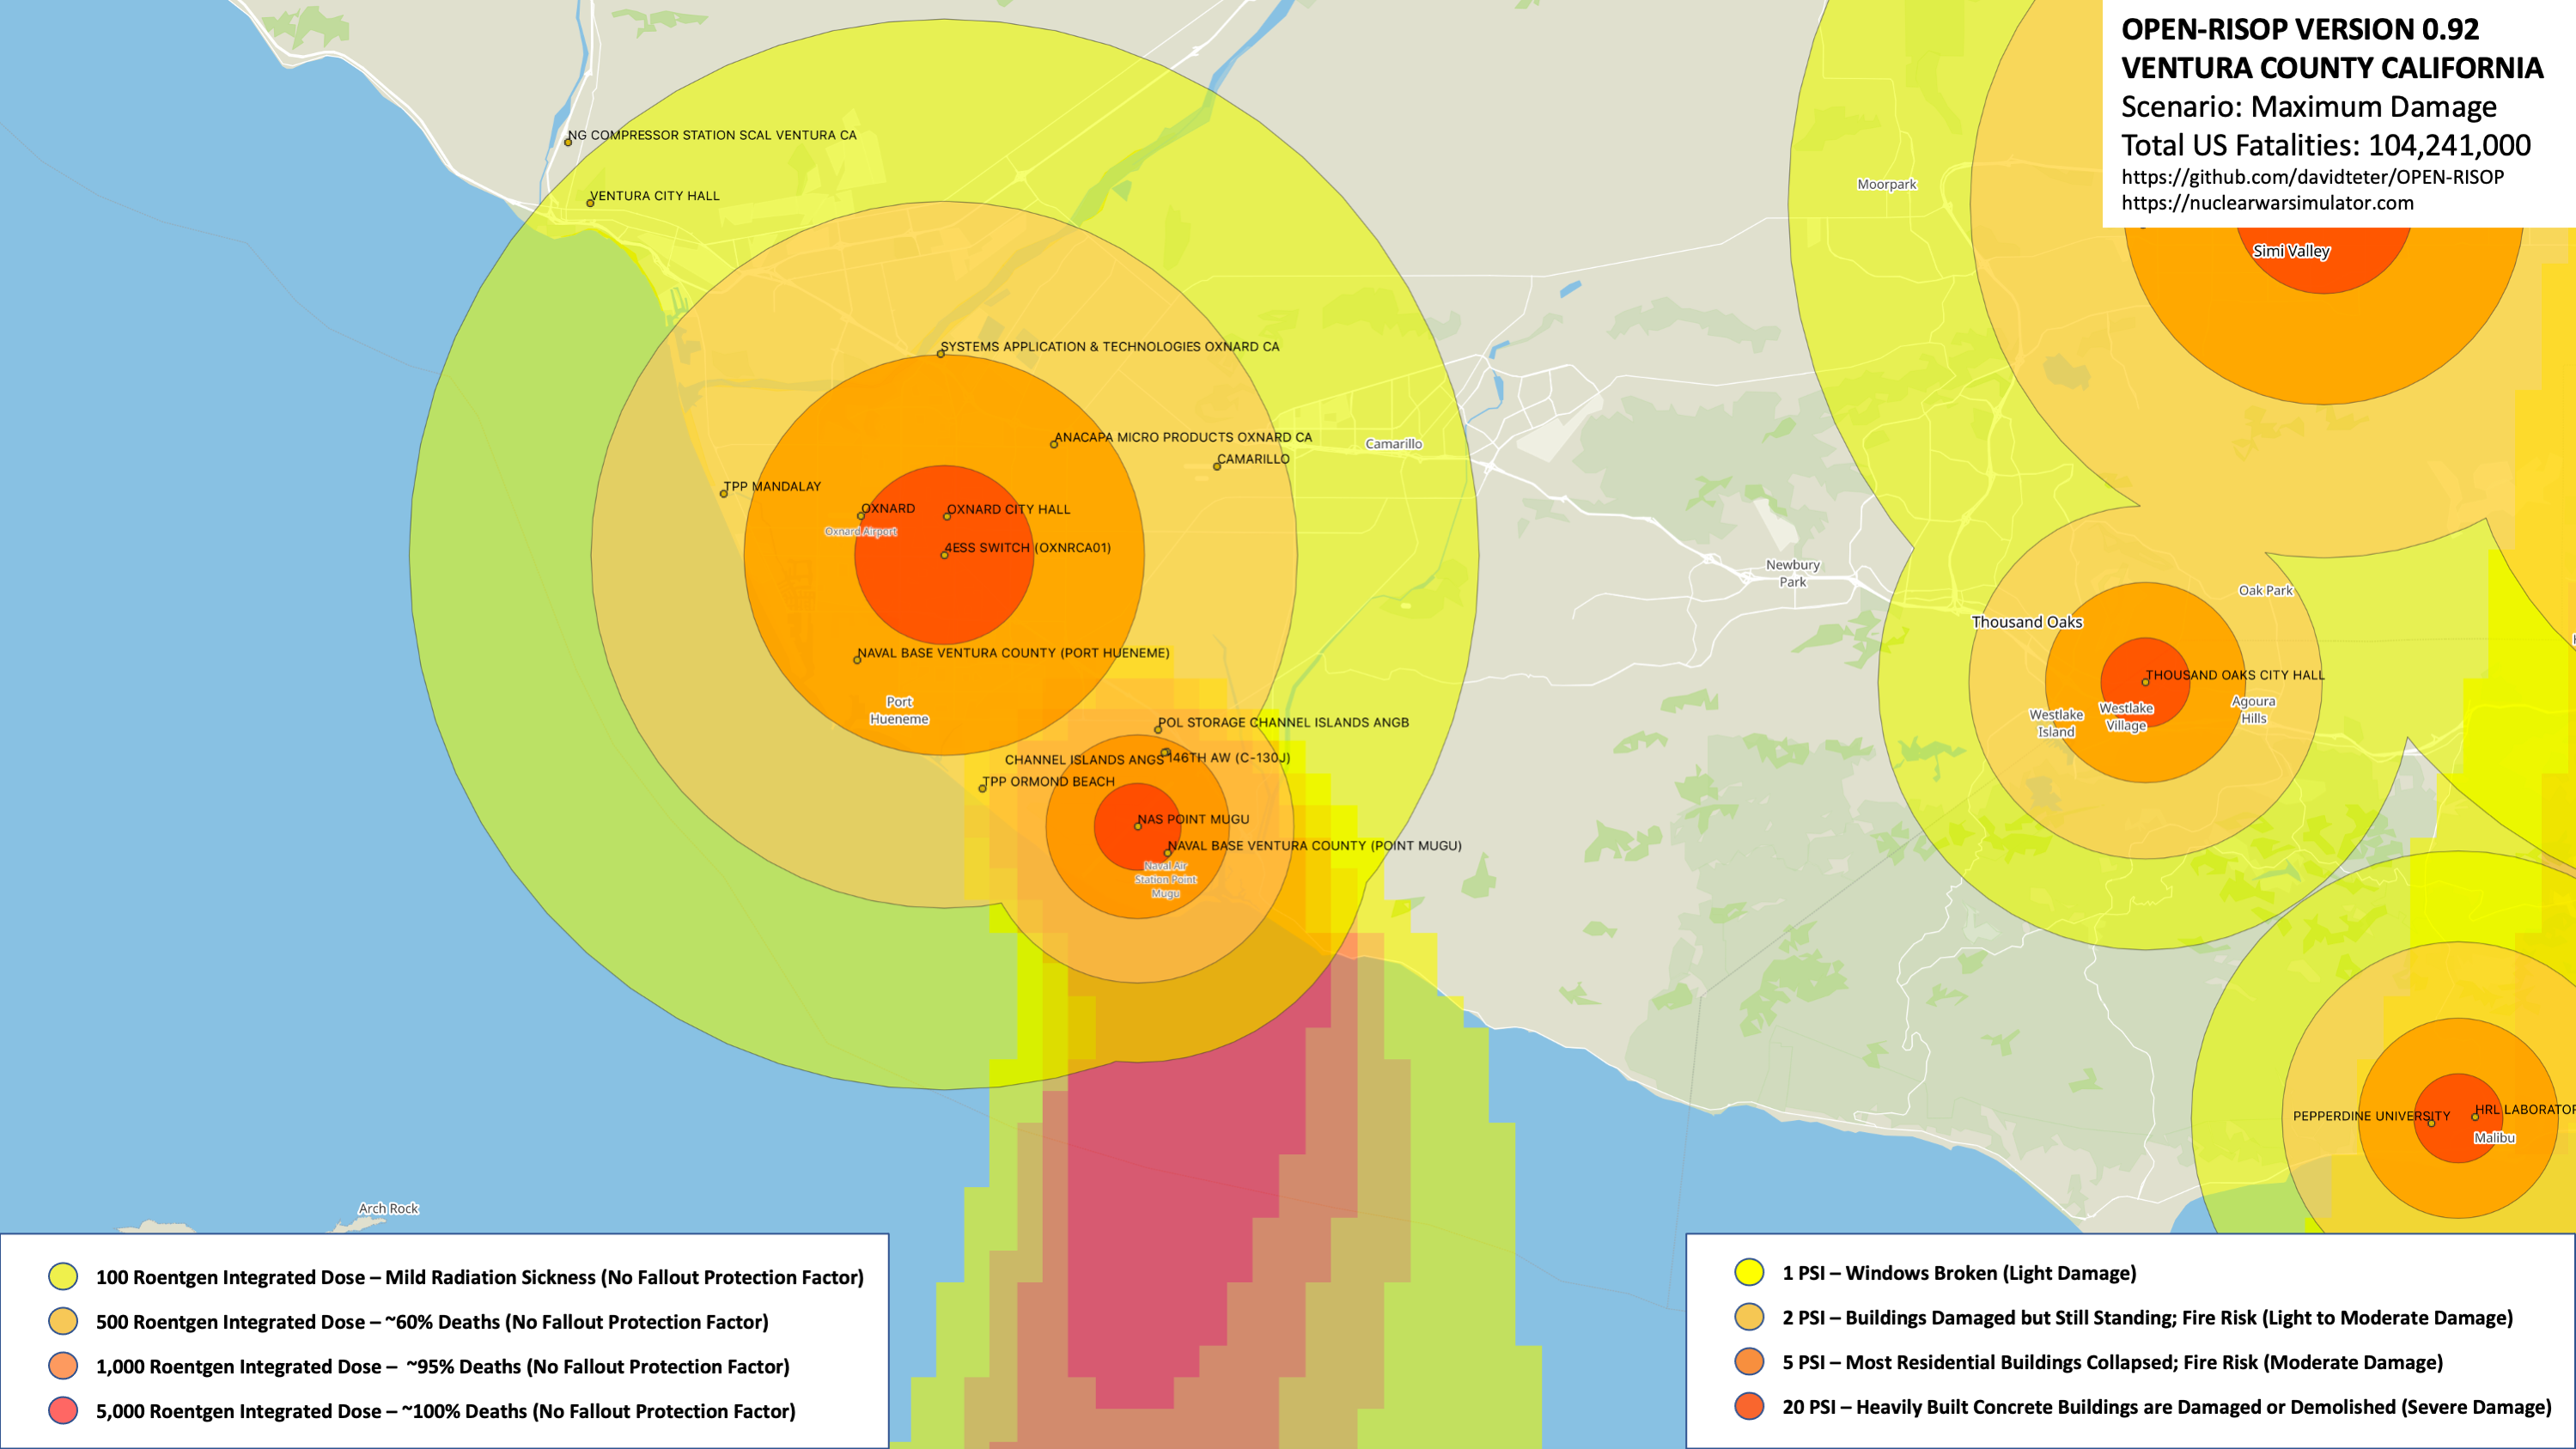 OPEN-RISOP VERSION 0.92
VENTURA COUNTY CALIFORNIA
Scenario: Maximum Damage
Total US Fatalities: 104,241,000
https://github.com/davidteter/OPEN-RISOP
https://nuclearwarsimulator.com
NG COMPRESSOR STATION SCAL VENTURA CA
VENTURA CITY HALL
Moorpark
Simi Valley
SYSTEMS APPLICATION & TECHNOLOGIES OXNARD CA
ANACAPA MICRO PRODUCTS OXNARD CA
Camarillo
CAMARILLO
TPP MANDALAY
OXNARD
OXNARD CITY HALL
Oxnard Airport
4ESS SWITCH (OXNRCA01)
Newbury
Park
Oak Park
Thousand Oaks
NAVAL BASE VENTURA COUNTY (PORT HUENEME)
THOUSAND OAKS CITY HALL
Port
Hueneme
Westlake
Island
Westlake
Village
Agoura
Hills
POL STORAGE CHANNEL ISLANDS ANGB
CHANNEL ISLANDS ANGS
146TH AW (C-130J)
TPP ORMOND BEACH
NAS POINT MUGU
NAVAL BASE VENTURA COUNTY (POINT MUGU)
Naval Air
Station Point
Mugu
PEPPERDINE UNIVERSITY
HRL LABORATOR
Malibu
Arch Rock
100 Roentgen Integrated Dose – Mild Radiation Sickness (No Fallout Protection Factor)
500 Roentgen Integrated Dose – ~60% Deaths (No Fallout Protection Factor)
1,000 Roentgen Integrated Dose – ~95% Deaths (No Fallout Protection Factor)
5,000 Roentgen Integrated Dose – ~100% Deaths (No Fallout Protection Factor)
1 PSI – Windows Broken (Light Damage)
2 PSI – Buildings Damaged but Still Standing; Fire Risk (Light to Moderate Damage)
5 PSI – Most Residential Buildings Collapsed; Fire Risk (Moderate Damage)
20 PSI – Heavily Built Concrete Buildings are Damaged or Demolished (Severe Damage)